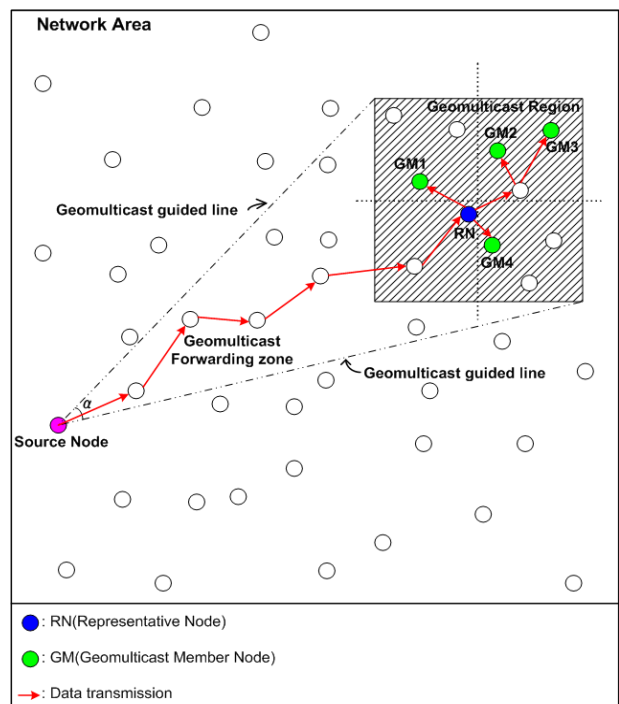 Network Area
Geomulticast Region
GM2
GM3
GM1
Geomulticast guided line
RN
GM4
Geomulticast
Forwarding zone
Geomulticast guided line
α
Source Node
: RN(Representative Node)
: GM(Geomulticast Member Node)
: Data transmission